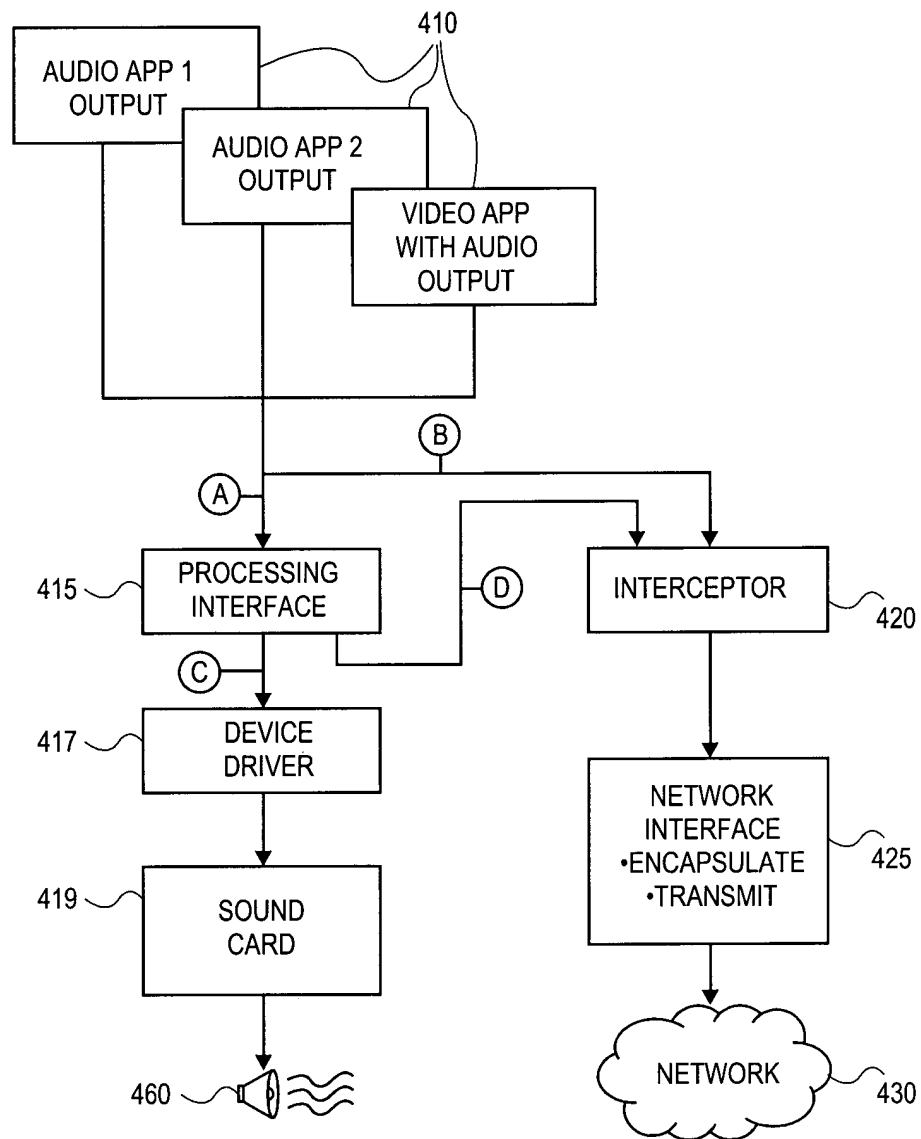 410
AUDIO APP 1
OUTPUT
AUDIO APP 2
OUTPUT
VIDEO APP
WITH AUDIO
OUTPUT
B
A
415
PROCESSING
INTERFACE
D
INTERCEPTOR
420
C
417
DEVICE
DRIVER
NETWORK
INTERFACE
•ENCAPSULATE
•TRANSMIT
425
419
SOUND
CARD
460
NETWORK
430